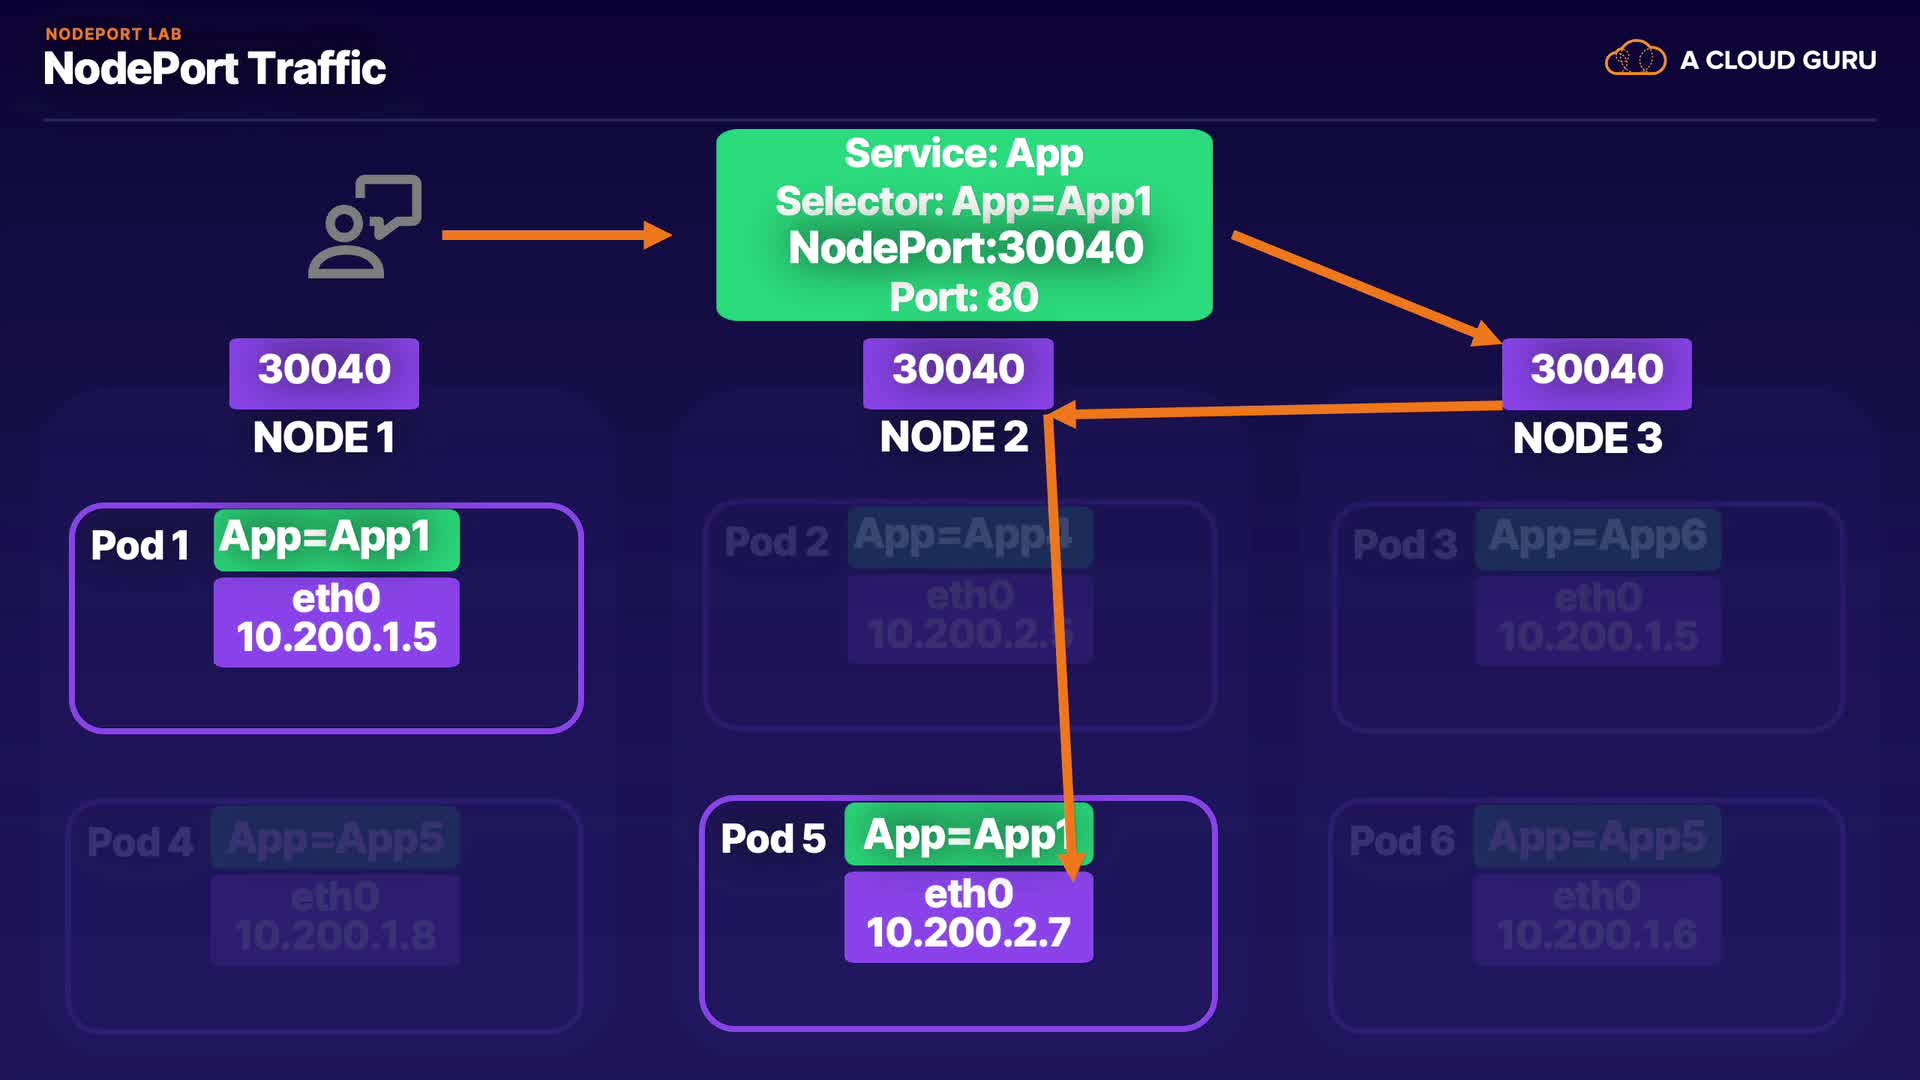 NODEPORT LAB
NodePort Traffic
A CLOUD GURU
Service: App
Selector: App=App1
NodePort:30040
Port: 80
30040
NODE 1
30040
NODE 2
30040
NODE 3
Pod 1
App=App1
eth0
10.200.1.5
Pod 2
App=App4
eth0
10.200.2.5
Pod 3
App=App6
eth0
10.200.1.5
Pod 4
App=App5
eth0
10.200.1.8
Pod 5
App=App1
eth0
10.200.2.7
Pod 6
App=App5
eth0
10.200.1.6